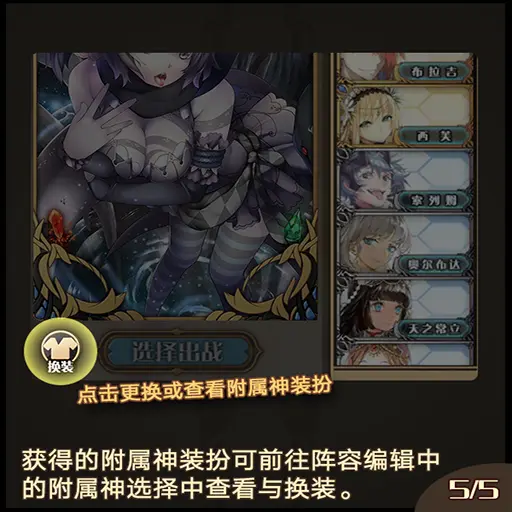 布拉吉
西芙
索列姆
奥尔布达
天之常立
换装
选择出战
点击更换或查看附属神装扮
获得的附属神装扮可前往阵容编辑中
的附属神选择中查看与换装。
5/5